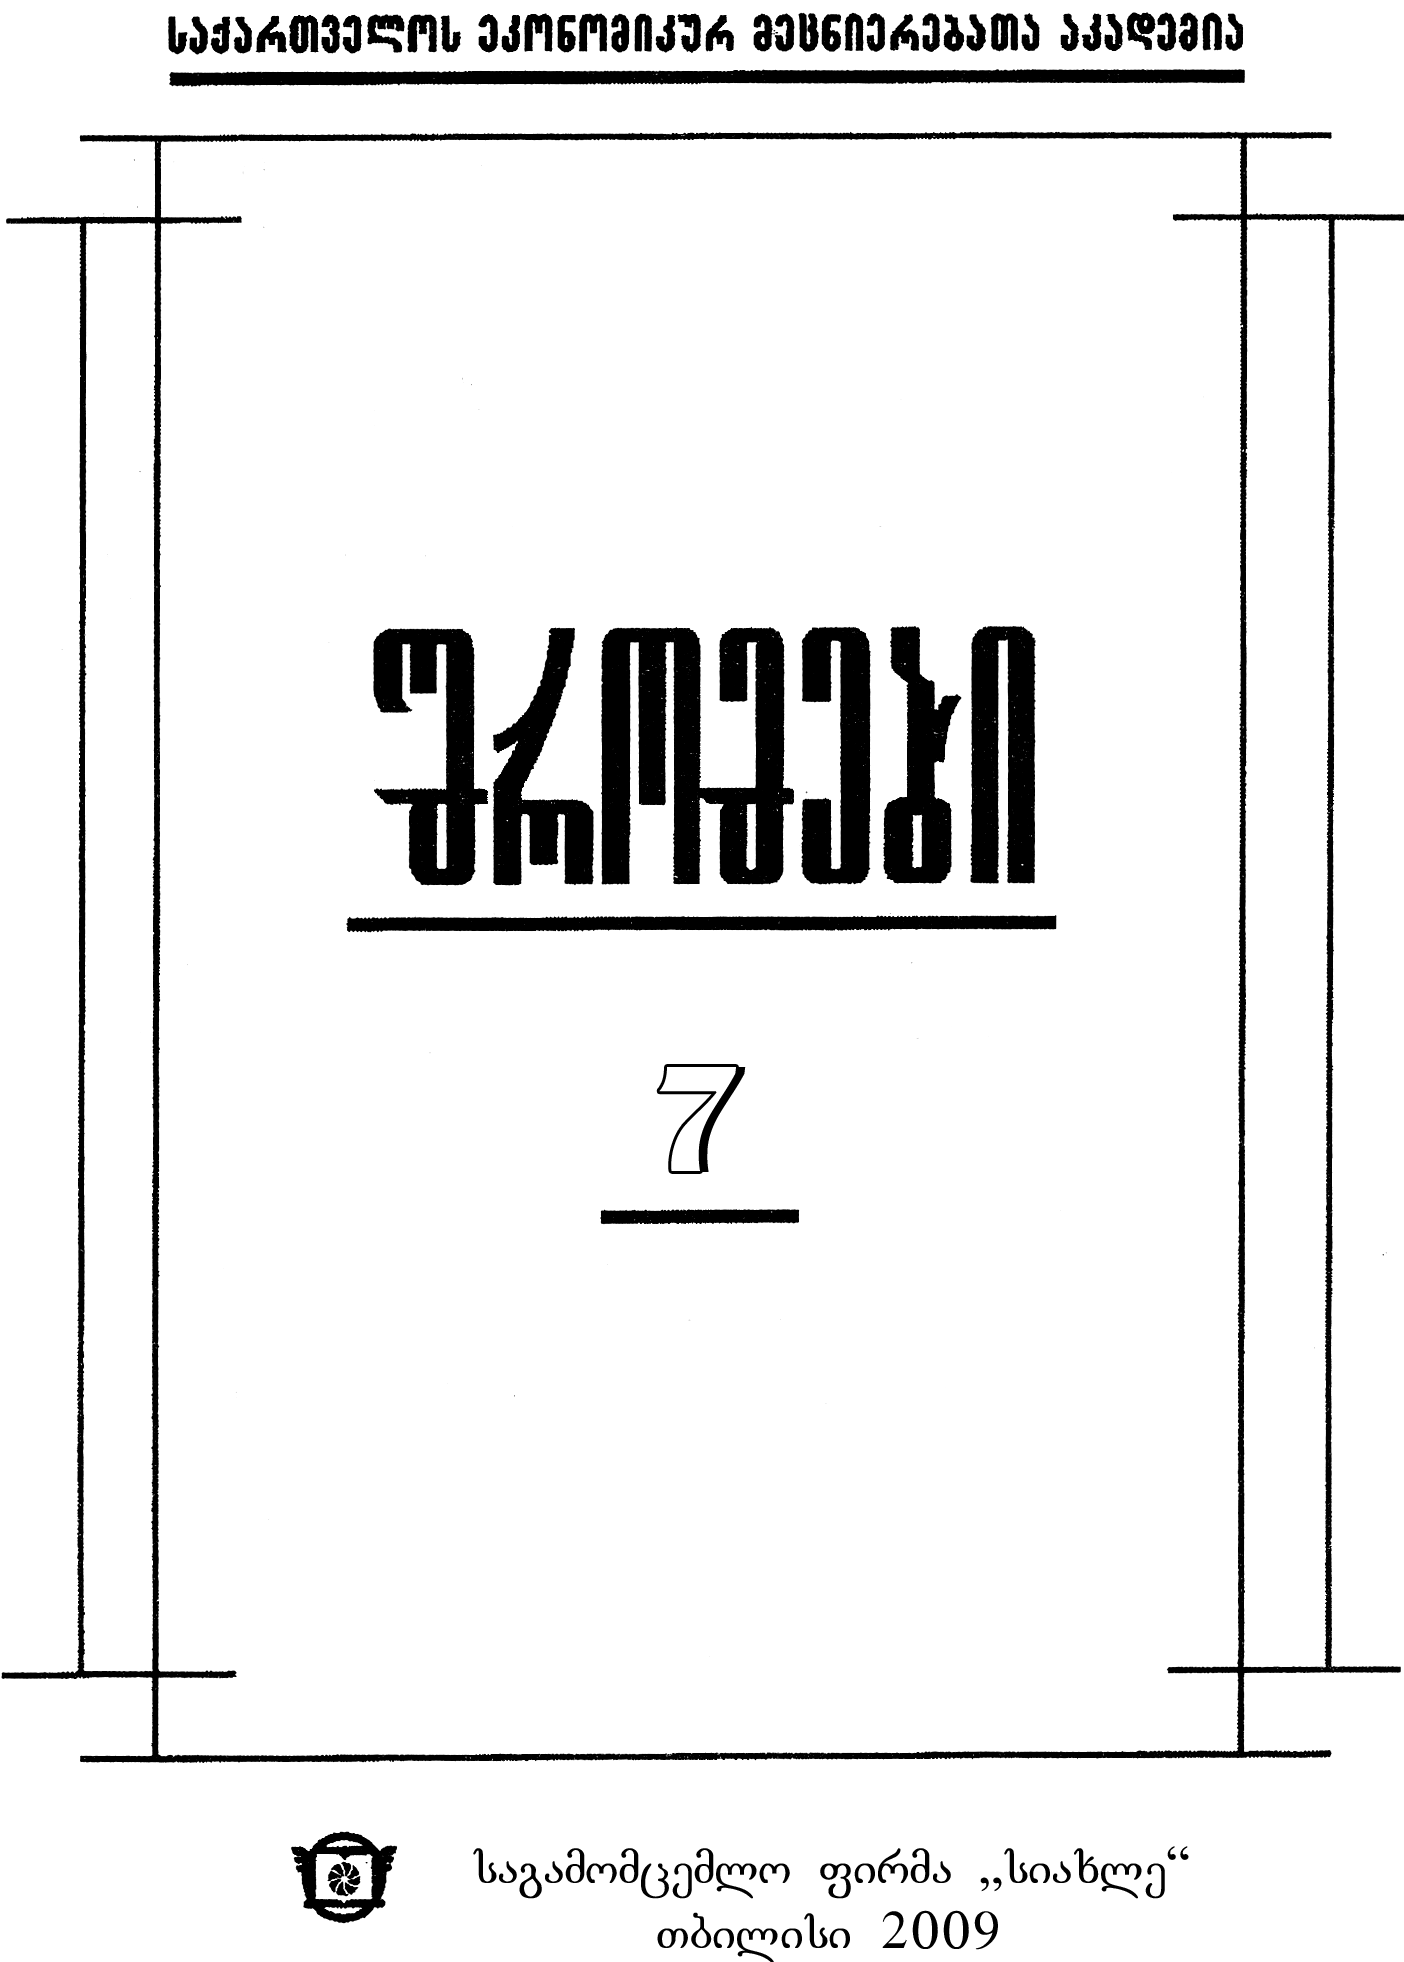 საქართველოს ეკონომიკურ მეცნიერებათა აკადემია
შრომები
7
საგამომცემლო ფირმა „სიახლე“
თბილისი 2009